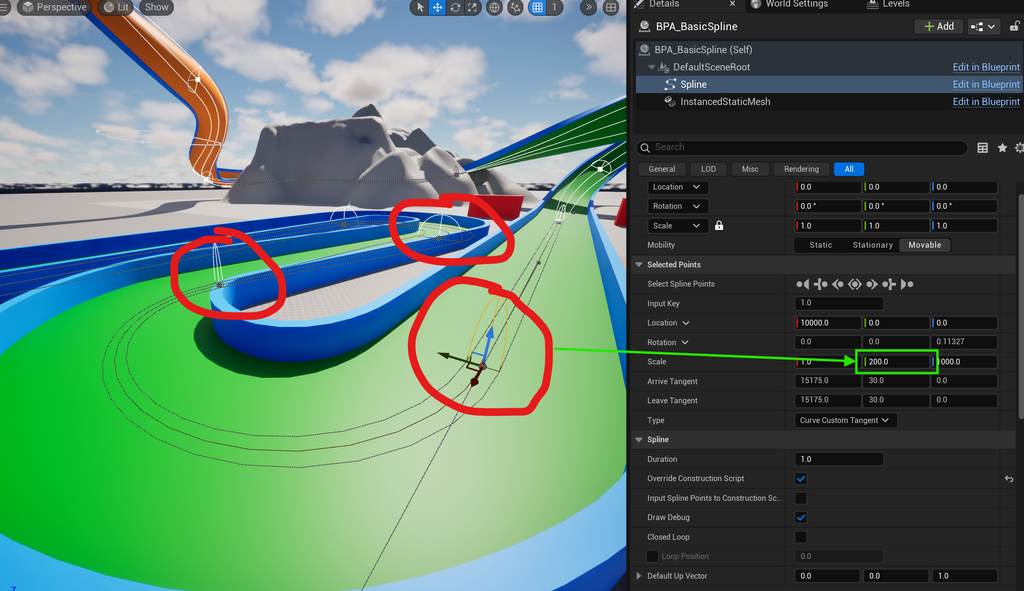 Perspective Lit Show 1
Details World Settings Levels
BPA_BasicSpline + Add
BPA_BasicSpline (Self)
DefaultSceneRoot Edit in Blueprint
Spline Edit in Blueprint
InstancedStaticMesh Edit in Blueprint
Search
General LOD Misc Rendering All
Location 0.0 0.0 0.0
Rotation 0.0 ° 0.0 ° 0.0 °
Scale 1.0 1.0 1.0
Mobility Static Stationary Movable
Selected Points
Select Spline Points
Input Key 1.0
Location 10000.0 0.0 0.0
Rotation 0.0 0.0 0.11327
Scale 1.0 200.0 1000.0
Arrive Tangent 15175.0 30.0 0.0
Leave Tangent 15175.0 30.0 0.0
Type Curve Custom Tangent
Spline
Duration 1.0
Override Construction Script
Input Spline Points to Construction Sc...
Draw Debug
Closed Loop
Loop Position 0.0
Default Up Vector 0.0 0.0 1.0
Z